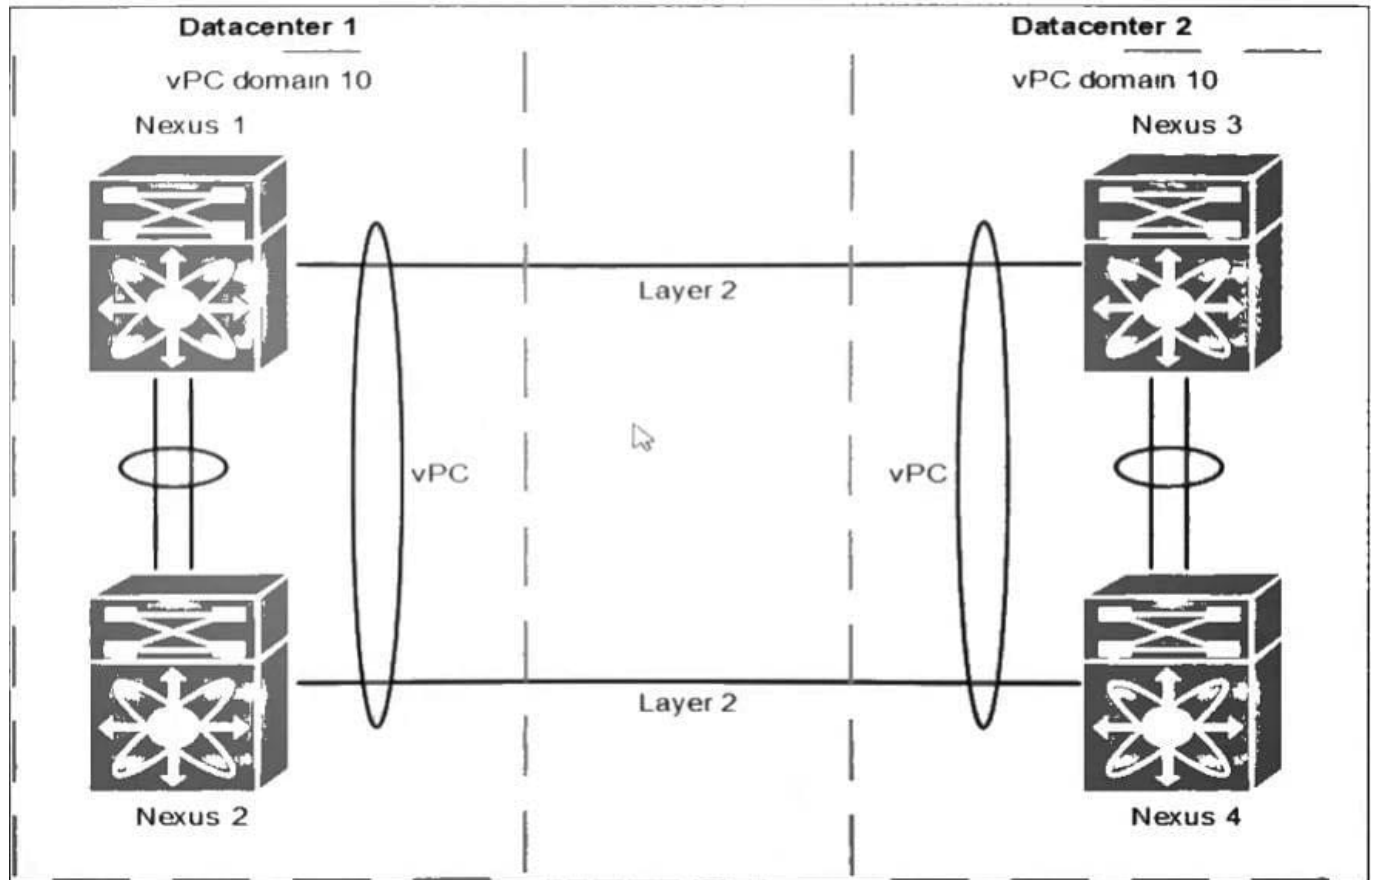 Datacenter 1
Datacenter 2
vPC domain 10
vPC domain 10
Nexus 1
Nexus 3
Layer 2
vPC
vPC
Layer 2
Nexus 2
Nexus 4